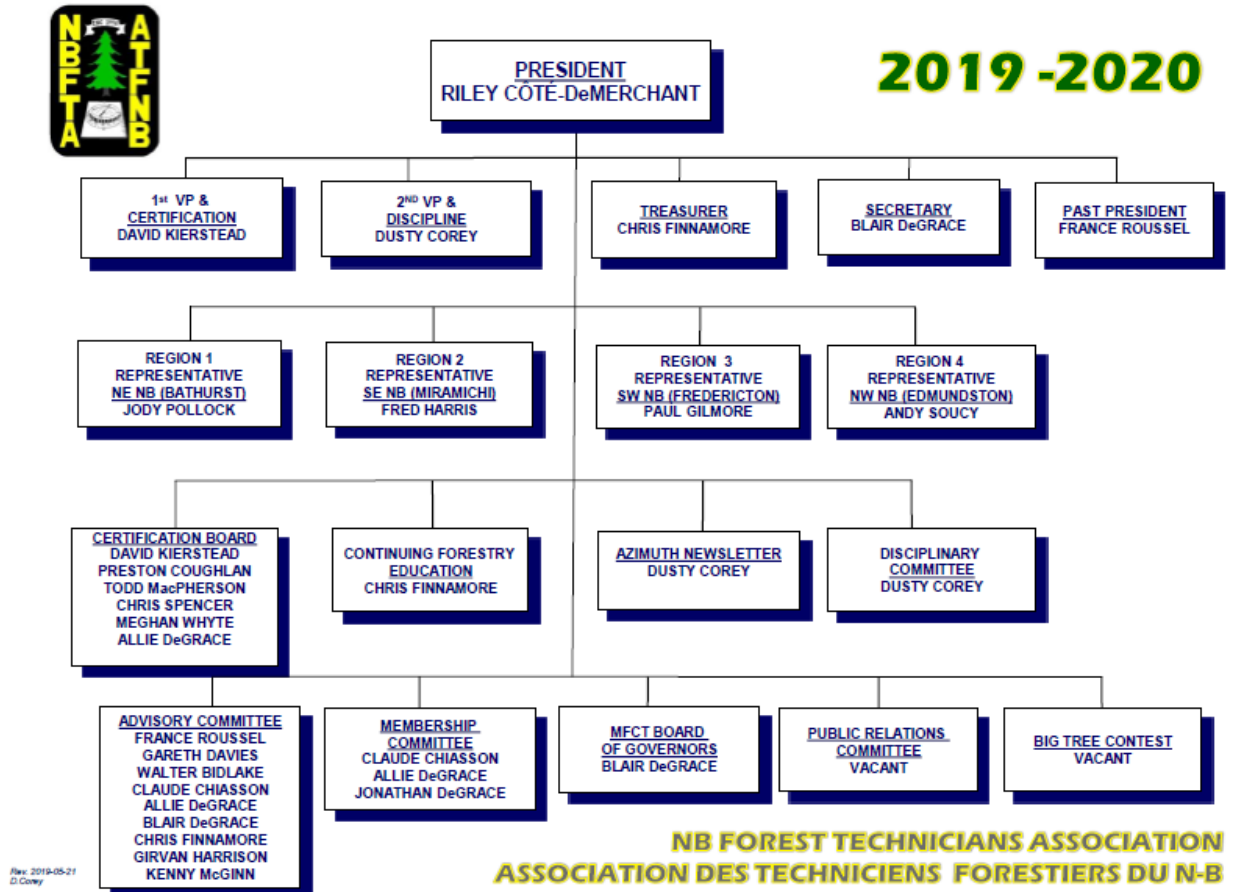 NBFTA
ATFNB
2019 -2020
PRESIDENT
RILEY CÔTÉ-DeMERCHANT
1st VP &
CERTIFICATION
DAVID KIERSTEAD
2ND VP &
DISCIPLINE
DUSTY COREY
TREASURER
CHRIS FINNAMORE
SECRETARY
BLAIR DeGRACE
PAST PRESIDENT
FRANCE ROUSSEL
REGION 1
REPRESENTATIVE
NE NB (BATHURST)
JODY POLLOCK
REGION 2
REPRESENTATIVE
SE NB (MIRAMICHI)
FRED HARRIS
REGION 3
REPRESENTATIVE
SW NB (FREDERICTON)
PAUL GILMORE
REGION 4
REPRESENTATIVE
NW NB (EDMUNDSTON)
ANDY SOUCY
CERTIFICATION BOARD
DAVID KIERSTEAD
PRESTON COUGHLAN
TODD MacPHERSON
CHRIS SPENCER
MEGHAN WHYTE
ALLIE DeGRACE
CONTINUING FORESTRY
EDUCATION
CHRIS FINNAMORE
AZIMUTH NEWSLETTER
DUSTY COREY
DISCIPLINARY
COMMITTEE
DUSTY COREY
ADVISORY COMMITTEE
FRANCE ROUSSEL
GARETH DAVIES
WALTER BIDLAKE
CLAUDE CHIASSON
ALLIE DeGRACE
BLAIR DeGRACE
CHRIS FINNAMORE
GIRVAN HARRISON
KENNY McGINN
MEMBERSHIP
COMMITTEE
CLAUDE CHIASSON
ALLIE DeGRACE
JONATHAN DeGRACE
MFCT BOARD
OF GOVERNORS
BLAIR DeGRACE
PUBLIC RELATIONS
COMMITTEE
VACANT
BIG TREE CONTEST
VACANT
NB FOREST TECHNICIANS ASSOCIATION
ASSOCIATION DES TECHNICIENS FORESTIERS DU N-B
Rev. 2019-05-21
D.Corey